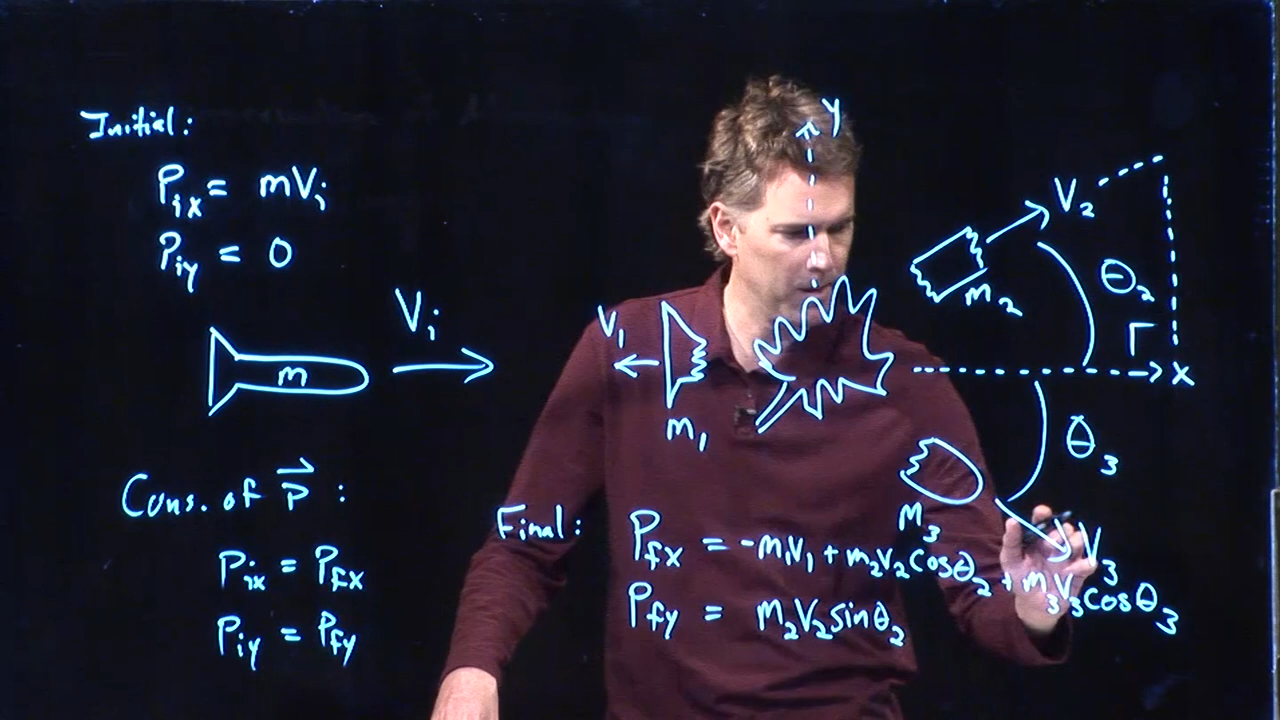 Initial:
Pix = mVi
Piy = 0
m
Vi
Cons. of P⃗ :
Pix = Pfx
Piy = Pfy
y
V1
m1
V2
m2
θ2
x
θ3
m3
V3
Final: Pfx = -m1V1 + m2V2cosθ2 + m3V3cosθ3
Pfy = m2V2sinθ2